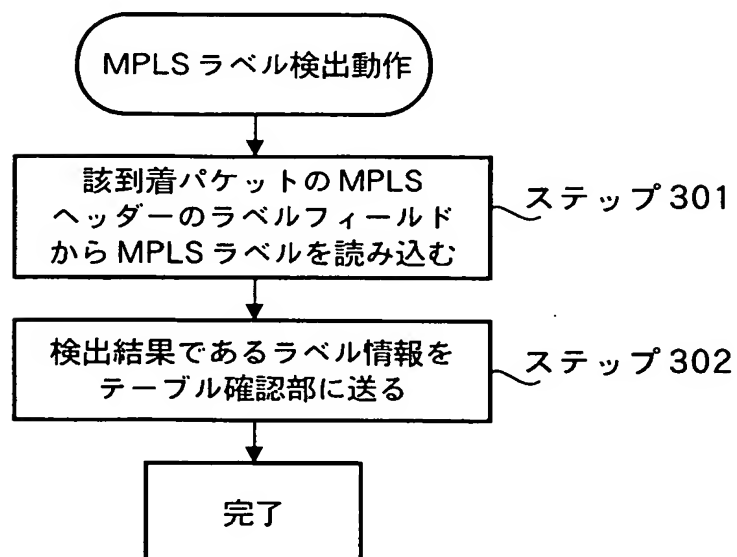 MPLS ラベル検出動作
該到着パケットの MPLS
ヘッダーのラベルフィールド
から MPLS ラベルを読み込む
ステップ 301
検出結果であるラベル情報を
テーブル確認部に送る
ステップ 302
完了